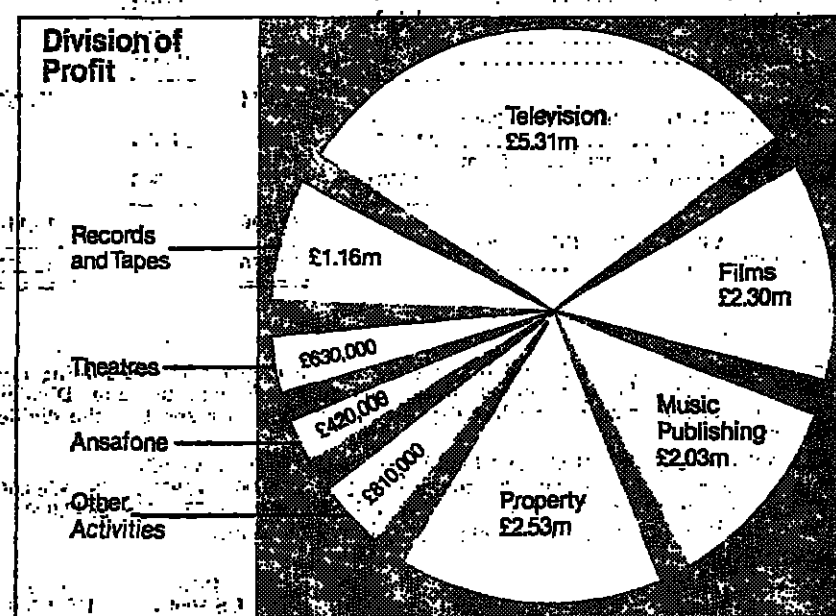 Division of
Profit
Television
£5.31m
Films
£2.30m
Music
Publishing
£2.03m
Property
£2.53m
Other
Activities
£810,000
Ansafone
£420,000
Theatres
£630,000
Records
and Tapes
£1.16m